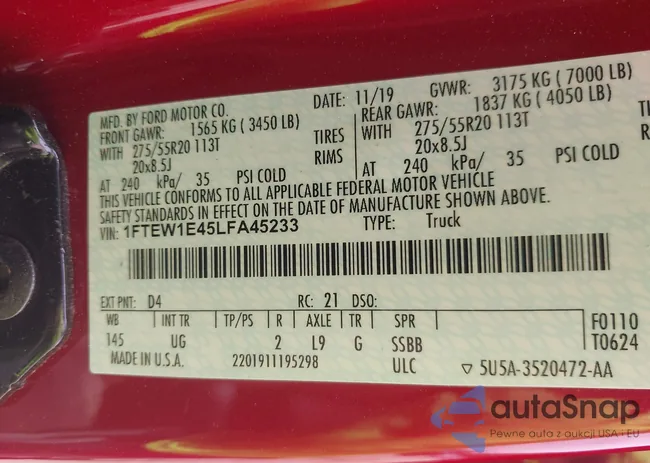 MFD. BY FORD MOTOR CO. DATE: 11/19 GVWR: 3175 KG ( 7000 LB)
FRONT GAWR: 1565 KG ( 3450 LB) REAR GAWR: 1837 KG ( 4050 LB)
WITH 275/55R20 113T TIRES WITH 275/55R20 113T
20x8.5J RIMS 20x8.5J
AT 240 kPa/ 35 PSI COLD AT 240 kPa/ 35 PSI COLD
THIS VEHICLE CONFORMS TO ALL APPLICABLE FEDERAL MOTOR VEHICLE
SAFETY STANDARDS IN EFFECT ON THE DATE OF MANUFACTURE SHOWN ABOVE.
VIN: 1FTEW1E45LFA45233 TYPE: Truck
EXT PNT: D4 RC: 21 DSO:
WB INT TR TP/PS R AXLE TR SPR F0110
145 UG 2 L9 G SSBB T0624
MADE IN U.S.A. 2201911195298 ULC ▽ 5U5A-3520472-AA
autaSnap
Pewne auta z aukcji USA - EU